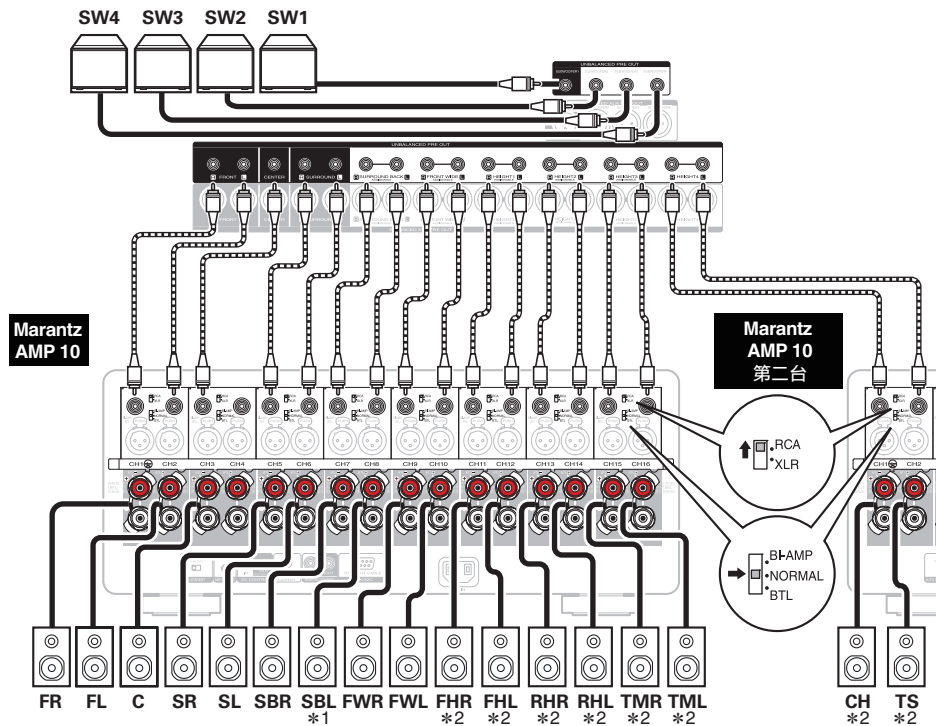 SW4 SW3 SW2 SW1
UNBALANCED PRE OUT
UNBALANCED PRE OUT
R FRONT L CENTER R SURROUND L R SURROUND BACK L R FRONT WIDE L R HEIGHT1 L R HEIGHT2 L R HEIGHT3 L R HEIGHT4 L
Marantz
AMP 10
Marantz
AMP 10
第二台
RCA
XLR
BI-AMP
NORMAL
BTL
CH1 CH2 CH3 CH4 CH5 CH6 CH7 CH8 CH9 CH10 CH11 CH12 CH13 CH14 CH15 CH16 CH1 CH2
FR FL C SR SL SBR SBL FWR FWL FHR FHL RHR RHL TMR TML CH TS
*1 *2 *2 *2 *2 *2 *2 *2 *2